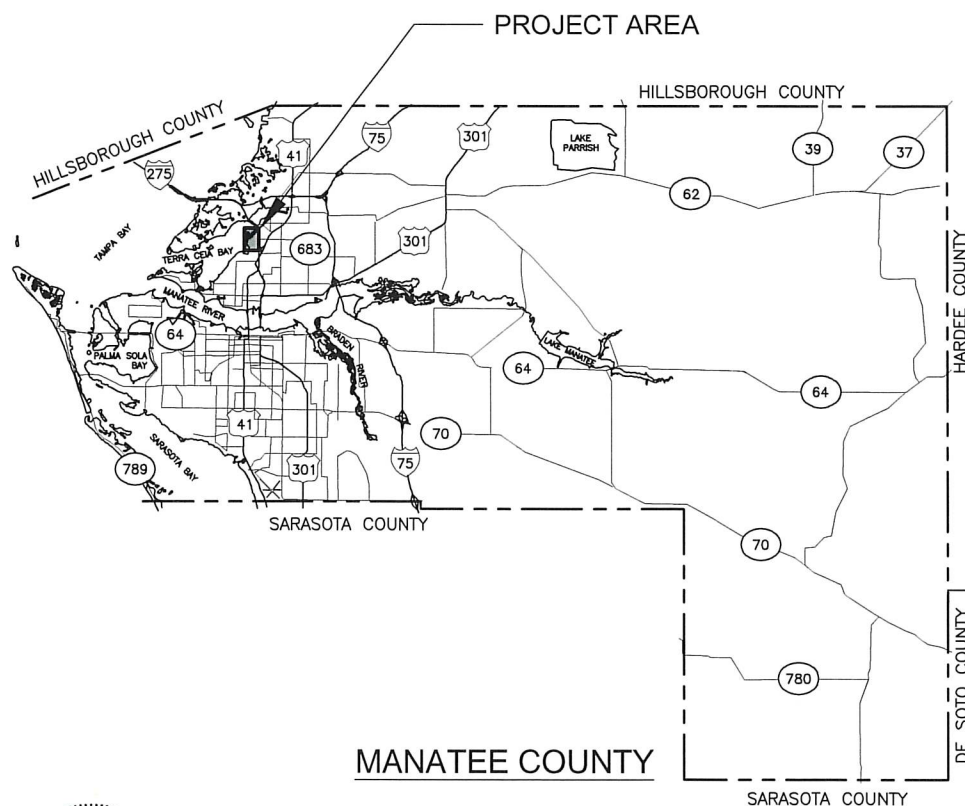 PROJECT AREA
HILLSBOROUGH COUNTY
HILLSBOROUGH COUNTY
275
41
75
301
LAKE
PARRISH
39
37
62
TAMPA BAY
TERRA CEIA BAY
683
301
HARDEE COUNTY
MANATEE RIVER
64
PALMA SOLA
BAY
BRADEN
RIVER
LAKE MANATEE
64
64
SARASOTA BAY
789
41
301
70
75
SARASOTA COUNTY
70
780
DE SOTO COUNTY
MANATEE COUNTY
SARASOTA COUNTY